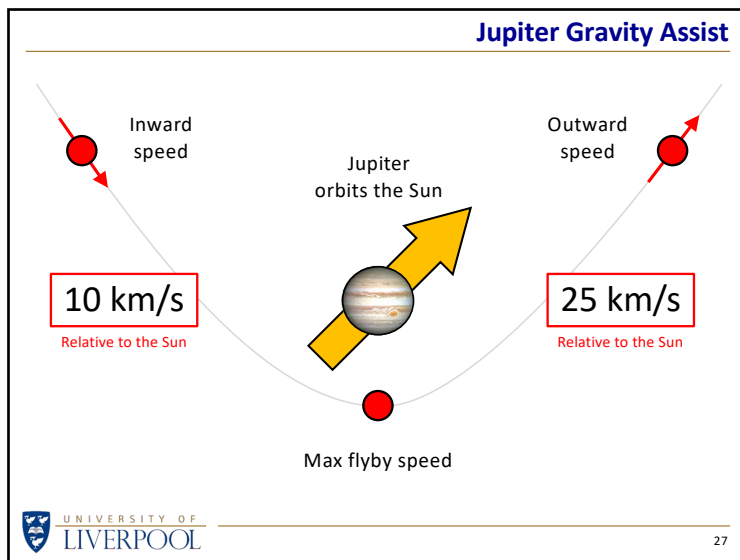 Jupiter Gravity Assist
Inward
speed
Jupiter
orbits the Sun
Outward
speed
10 km/s
Relative to the Sun
25 km/s
Relative to the Sun
Max flyby speed
UNIVERSITY OF
LIVERPOOL
27